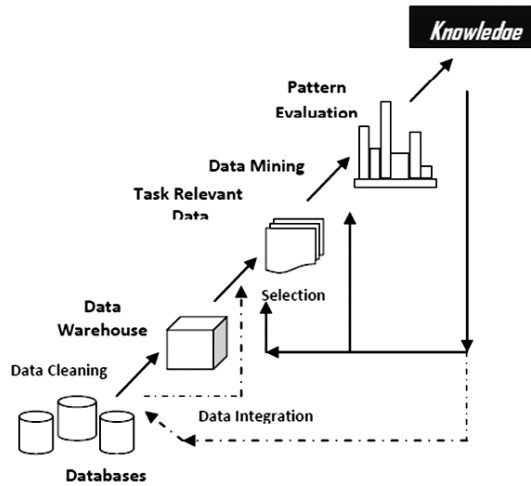 Knowledge
Pattern
Evaluation
Data Mining
Task Relevant
Data
Selection
Data
Warehouse
Data Cleaning
Data Integration
Databases